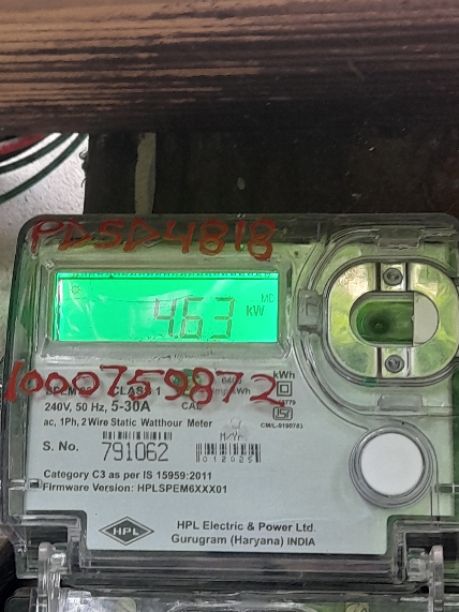 PDSD4818
MD
4.63 kW
1000759872
CLASS 1
kWh
240V, 50 Hz, 5-30A
CAT
ac, 1Ph, 2 Wire Static Watthour Meter
S. No. 791062
012025
Category C3 as per IS 15959:2011
Firmware Version: HPLSPEM6XXX01
HPL
HPL Electric & Power Ltd.
Gurugram (Haryana) INDIA